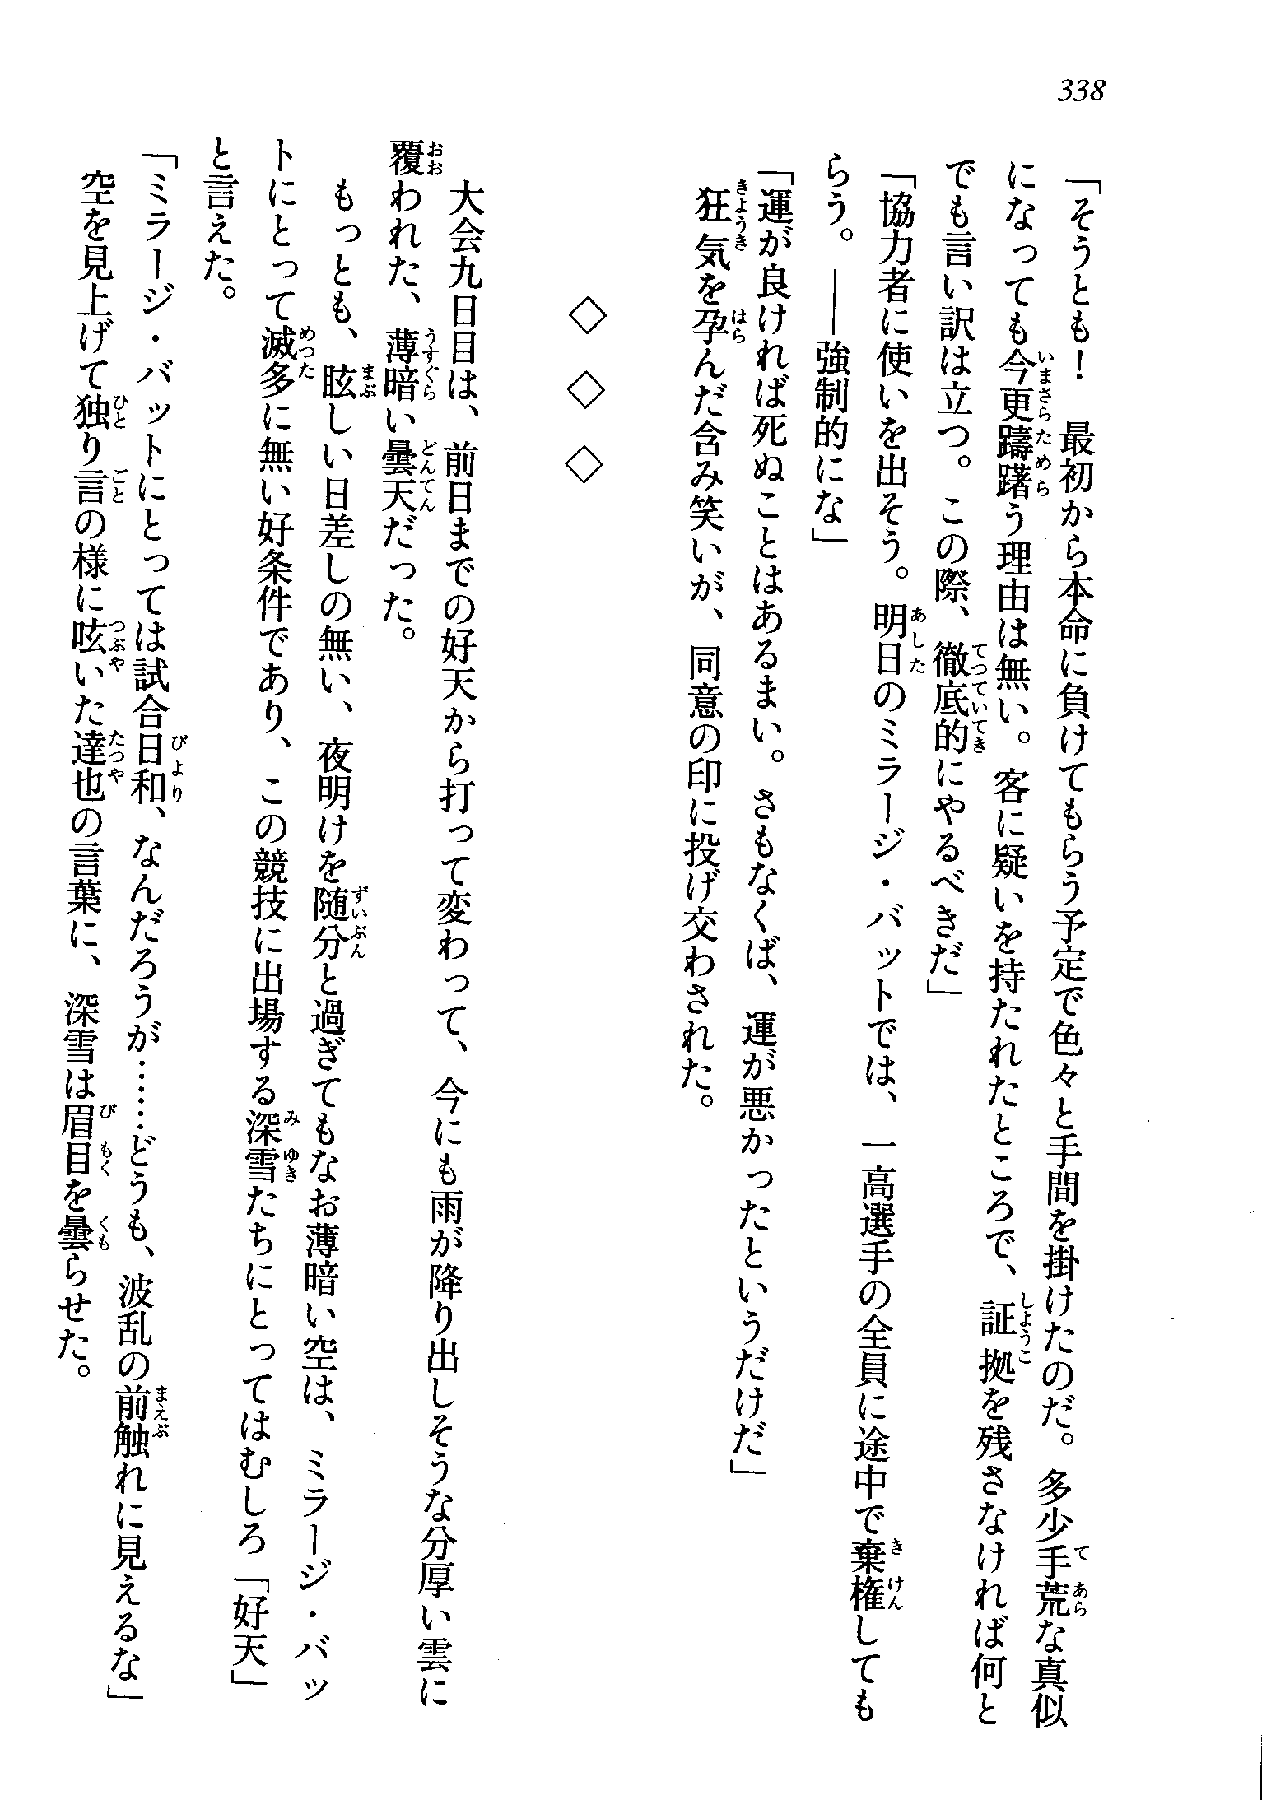 338
「そうとも！　最初から本命に負けてもらう予定で色々と手間を掛けたのだ。多少手荒な真似
になっても今更躊躇う理由は無い。客に疑いを持たれたところで、証拠を残さなければ何と
でも言い訳は立つ。この際、徹底的にやるべきだ」
「協力者に使いを出そう。明日のミラージ・バットでは、一高選手の全員に途中で棄権しても
らう。――強制的にな」
「運が良ければ死ぬことはあるまい。さもなくば、運が悪かったというだけだ」
狂気を孕んだ含み笑いが、同意の印に投げ交わされた。
◇　◇　◇
大会九日目は、前日までの好天から打って変わって、今にも雨が降り出しそうな分厚い雲に
覆われた、薄暗い曇天だった。
もっとも、眩しい日差しの無い、夜明けを随分と過ぎてもなお薄暗い空は、ミラージ・バッ
トにとって滅多に無い好条件であり、この競技に出場する深雪たちにとってはむしろ「好天」
と言えた。
「ミラージ・バットにとっては試合日和、なんだろうが……どうも、波乱の前触れに見えるな」
空を見上げて独り言の様に呟いた達也の言葉に、深雪は眉目を曇らせた。